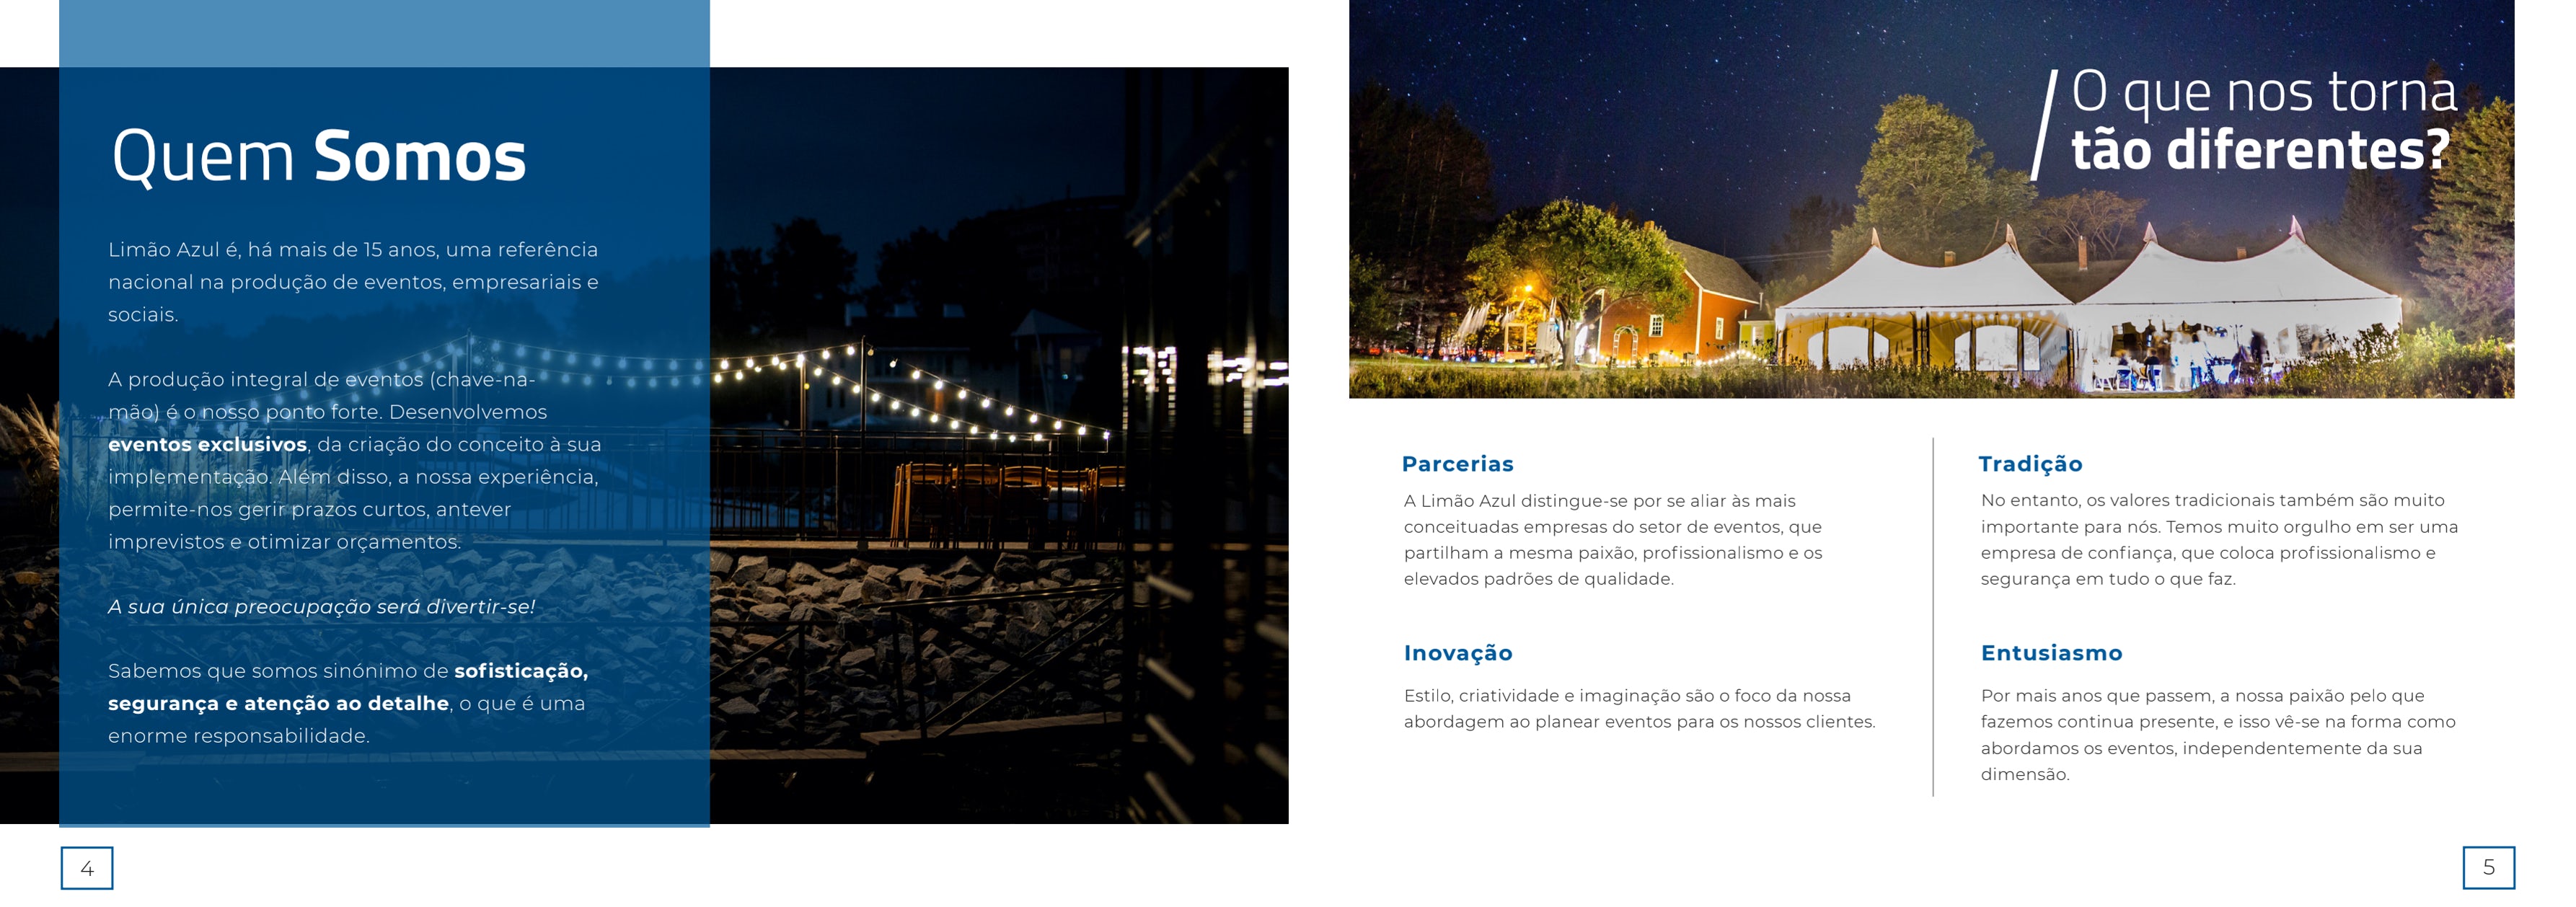 Quem Somos
Limão Azul é, há mais de 15 anos, uma referência
nacional na produção de eventos, empresariais e
sociais.
A produção integral de eventos (chave-na-
mão) é o nosso ponto forte. Desenvolvemos
eventos exclusivos, da criação do conceito à sua
implementação. Além disso, a nossa experiência,
permite-nos gerir prazos curtos, antever
imprevistos e otimizar orçamentos.
A sua única preocupação será divertir-se!
Sabemos que somos sinónimo de sofisticação,
segurança e atenção ao detalhe, o que é uma
enorme responsabilidade.
4
O que nos torna
tão diferentes?
Parcerias
A Limão Azul distingue-se por se aliar às mais
conceituadas empresas do setor de eventos, que
partilham a mesma paixão, profissionalismo e os
elevados padrões de qualidade.
Inovação
Estilo, criatividade e imaginação são o foco da nossa
abordagem ao planear eventos para os nossos clientes.
Tradição
No entanto, os valores tradicionais também são muito
importante para nós. Temos muito orgulho em ser uma
empresa de confiança, que coloca profissionalismo e
segurança em tudo o que faz.
Entusiasmo
Por mais anos que passem, a nossa paixão pelo que
fazemos continua presente, e isso vê-se na forma como
abordamos os eventos, independentemente da sua
dimensão.
5